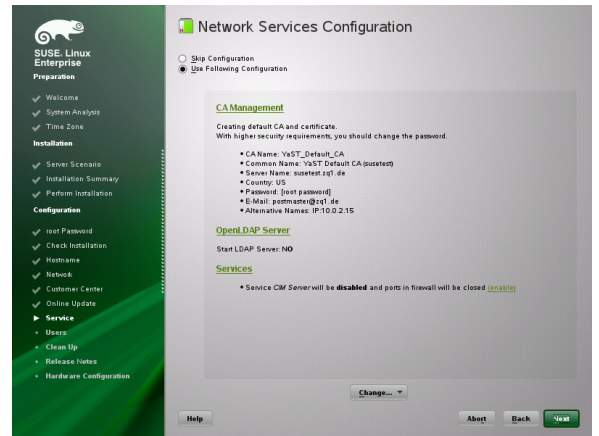 SUSE. Linux
Enterprise
Preparation
Welcome
System Analysis
Time Zone
Installation
Server Scenario
Installation Summary
Perform Installation
Configuration
root Password
Check Installation
Hostname
Network
Customer Center
Online Update
Service
Users
Clean Up
Release Notes
Hardware Configuration
Network Services Configuration
Skip Configuration
Use Following Configuration
CA Management
Creating default CA and certificate.
With higher security requirements, you should change the password.
• CA Name: YaST_Default_CA
• Common Name: YaST Default CA (susetest)
• Server Name: susetest.zq1.de
• Country: US
• Password: [root password]
• E-Mail: postmaster@zq1.de
• Alternative Names: IP:10.0.2.15
OpenLDAP Server
Start LDAP Server: NO
Services
• Service CIM Server will be disabled and ports in firewall will be closed (enable)
Change...
Help
Abort
Back
Next